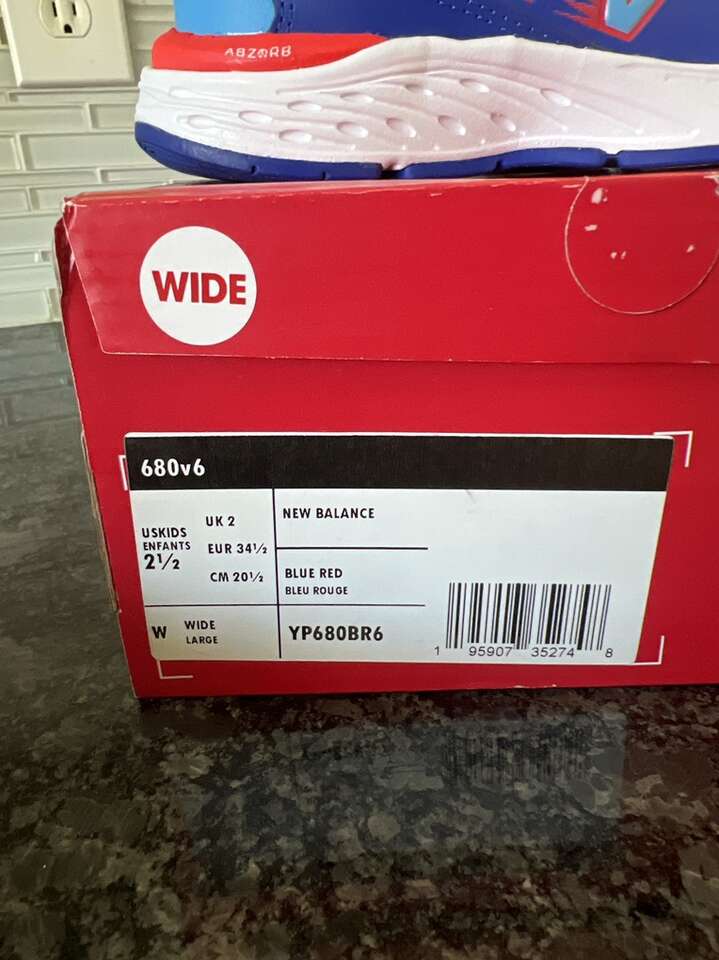 ABZORB
WIDE
680v6
USKIDS
ENFANTS
2½
UK 2
EUR 34½
CM 20½
NEW BALANCE
BLUE RED
BLEU ROUGE
W WIDE
LARGE
YP680BR6
1 95907 35274 8